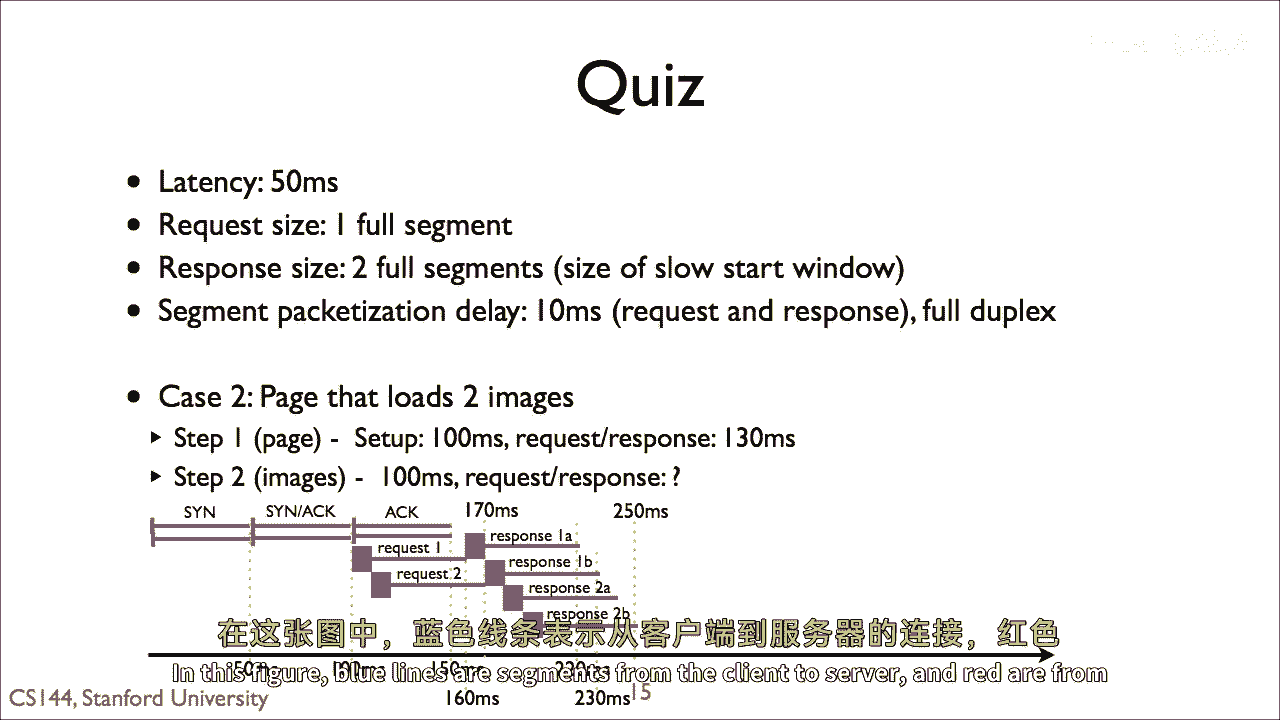 Quiz
• Latency: 50ms
• Request size: 1 full segment
• Response size: 2 full segments (size of slow start window)
• Segment packetization delay: 10ms (request and response), full duplex
• Case 2: Page that loads 2 images
‣ Step 1 (page) - Setup: 100ms, request/response: 130ms
‣ Step 2 (images) - 100ms, request/response: ?
SYN SYN/ACK ACK 170ms 250ms
response 1a
request 1
response 1b
request 2
response 2a
response 2b
在这张图中，蓝色线条表示从客户端到服务器的连接，红色
In this figure, blue lines are segments from the client to server, and red are from
CS144, Stanford University
160ms 230ms 15